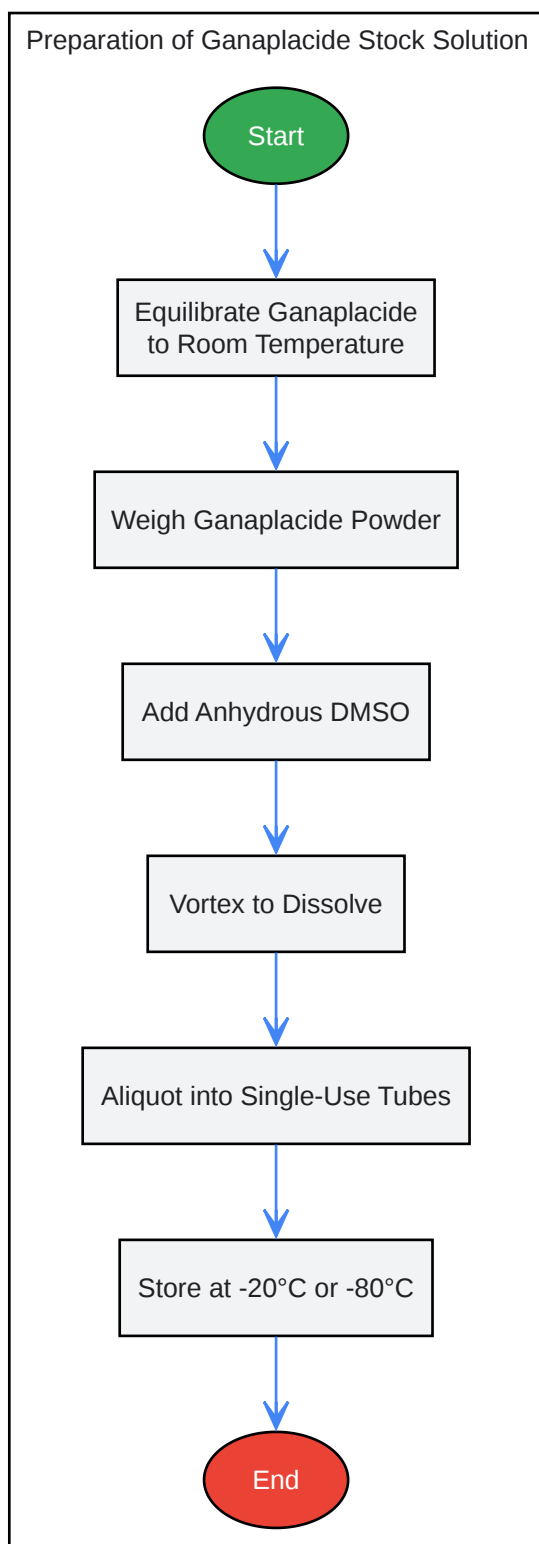 Preparation of Ganaplacide Stock Solution
Start
Equilibrate Ganaplacide
to Room Temperature
Weigh Ganaplacide Powder
Add Anhydrous DMSO
Vortex to Dissolve
Aliquot into Single-Use Tubes
Store at -20°C or -80°C
End